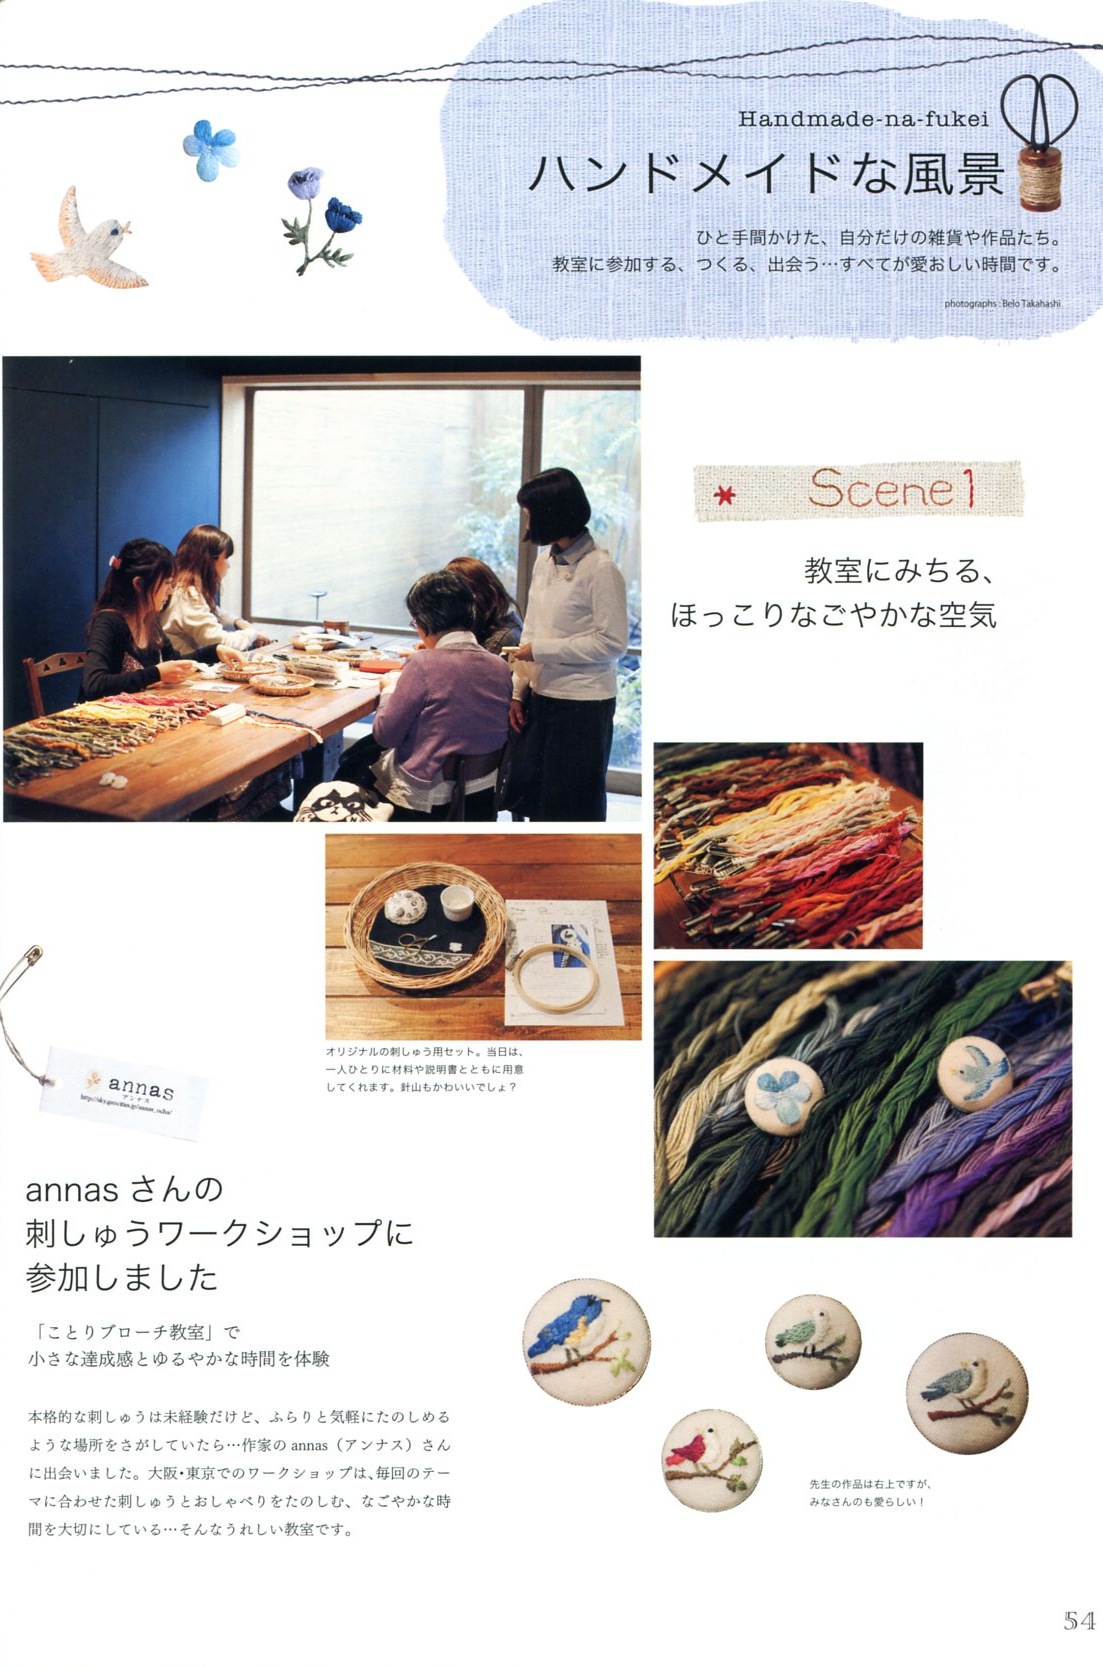 Handmade-na-fukei
ハンドメイドな風景
ひと手間かけた、自分だけの雑貨や作品たち。
教室に参加する、つくる、出会う…すべてが愛おしい時間です。
photographs : Belo Takahashi
Scene1
教室にみちる、
ほっこりなごやかな空気
オリジナルの刺しゅう用セット。当日は、
一人ひとりに材料や説明書とともに用意
してくれます。針山もかわいいでしょ？
annas
アンナス
http://sky.geocities.jp/annas_ocha/
annas さんの
刺しゅうワークショップに
参加しました
「ことりブローチ教室」で
小さな達成感とゆるやかな時間を体験
本格的な刺しゅうは未経験だけど、ふらりと気軽にたのしめる
ような場所をさがしていたら…作家の annas（アンナス）さん
に出会いました。大阪・東京でのワークショップは、毎回のテー
マに合わせた刺しゅうとおしゃべりをたのしむ、なごやかな時
間を大切にしている…そんなうれしい教室です。
先生の作品は右上ですが、
みなさんのも愛らしい！
54